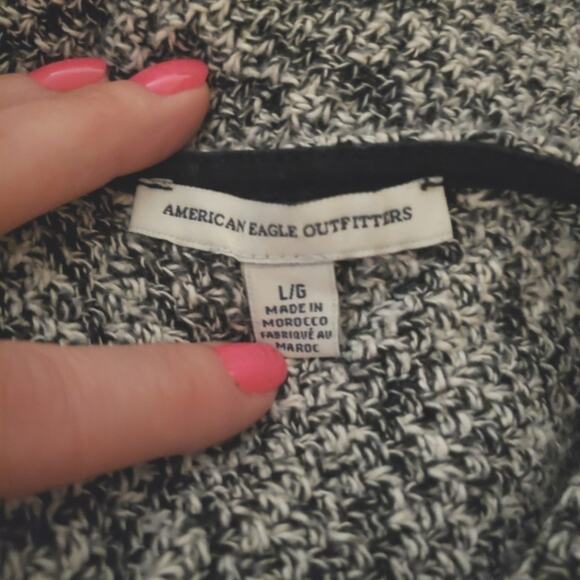 AMERICAN EAGLE OUTFITTERS
L/G
MADE IN
MOROCCO
FABRIQUÉ AU
MAROC